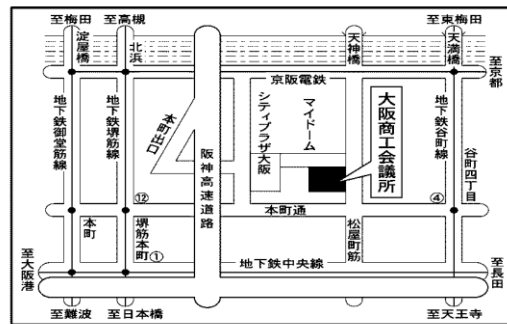 至梅田
至高槻
至東梅田
淀屋橋
北浜
天神橋
天満橋
至京都
京阪電鉄
地下鉄御堂筋線
地下鉄堺筋線
本町出口
阪神高速道路
シティプラザ大阪
マイドーム
大阪商工会議所
地下鉄谷町線
谷町四丁目
⑫
④
本町通
本町
堺筋本町
①
松屋町筋
地下鉄中央線
至大阪港
至長田
至難波
至日本橋
至天王寺